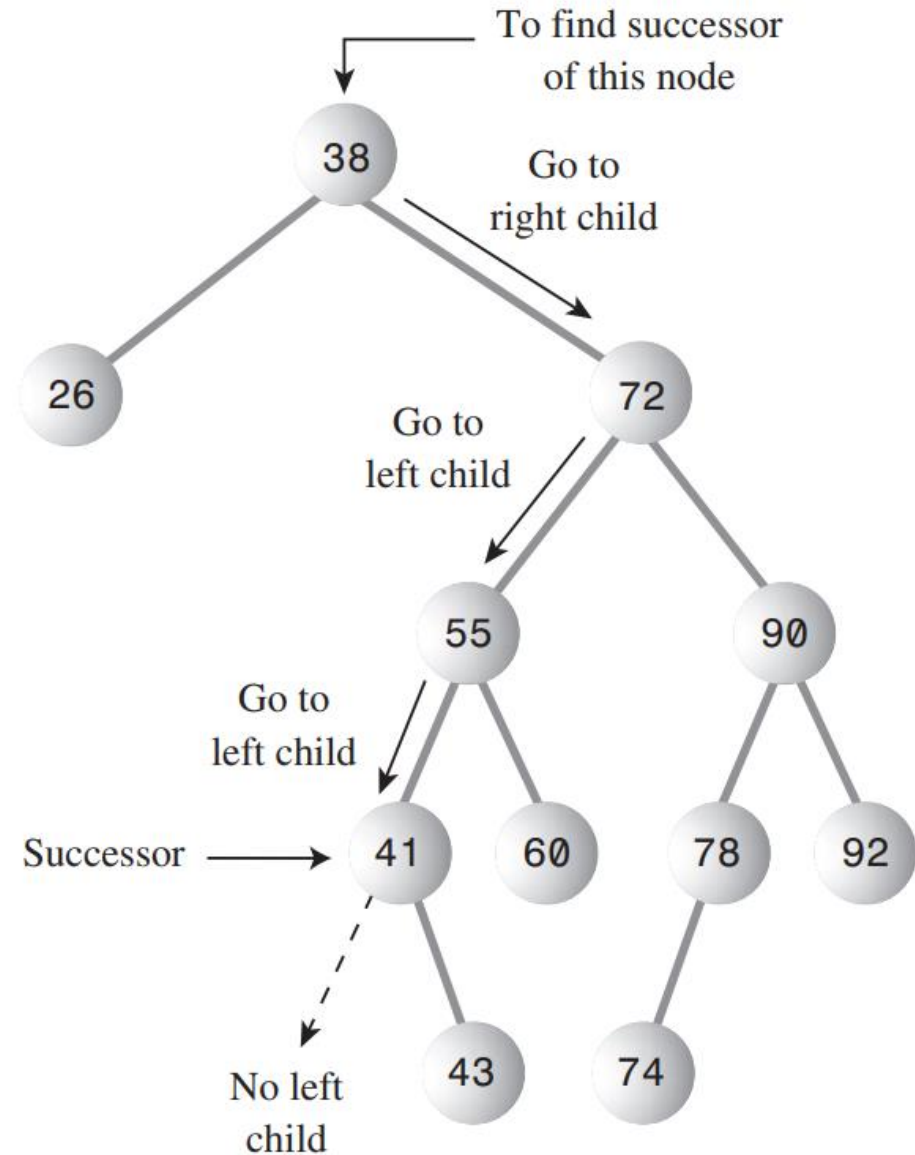 To find successor
of this node
38
Go to
right child
26
72
Go to
left child
55
90
Go to
left child
Successor
41
60
78
92
43
74
No left
child